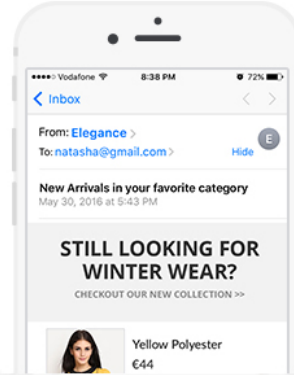 Vodafone 8:38 PM 72%
Inbox
From: Elegance
To: natasha@gmail.com Hide E
New Arrivals in your favorite category
May 30, 2016 at 5:43 PM
STILL LOOKING FOR
WINTER WEAR?
CHECKOUT OUR NEW COLLECTION >>
Yellow Polyester
€44